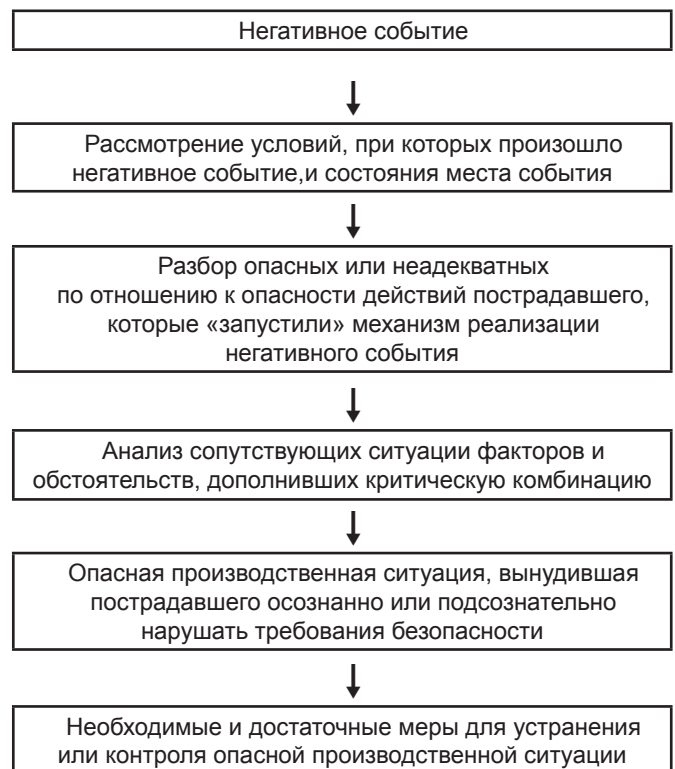 Негативное событие
Рассмотрение условий, при которых произошло
негативное событие,и состояния места события
Разбор опасных или неадекватных
по отношению к опасности действий пострадавшего,
которые «запустили» механизм реализации
негативного события
Анализ сопутствующих ситуации факторов и
обстоятельств, дополнивших критическую комбинацию
Опасная производственная ситуация, вынудившая
пострадавшего осознанно или подсознательно
нарушать требования безопасности
Необходимые и достаточные меры для устранения
или контроля опасной производственной ситуации